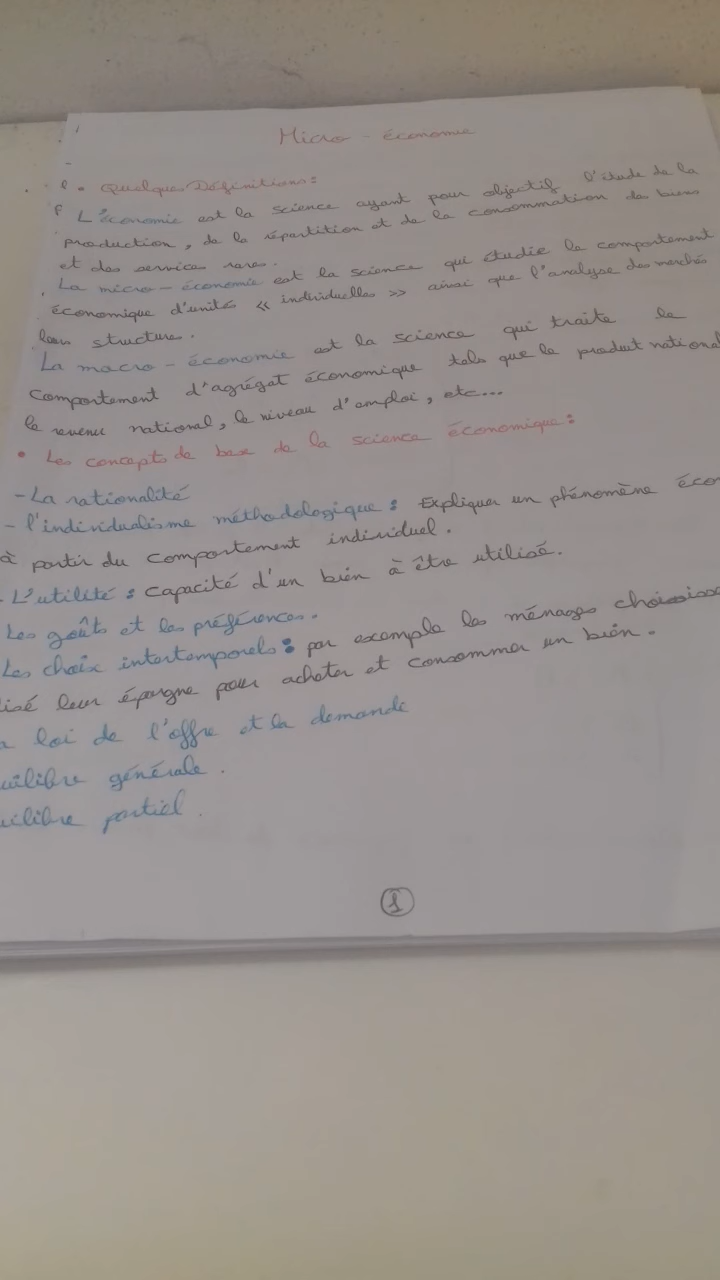 Micro - économie
• Quelques Définitions:
L'économie est la science ayant pour objectif l'étude de la
production, de la répartition et de la consommation des biens
et des services rares.
La micro - économie est la science qui étudie le comportement
économique d'unités « individuelles » ainsi que l'analyse des marchés
leur structure.
La macro - économie est la science qui traite le
comportement d'agrégat économique tels que le produit national
le revenu national, le niveau d'emploi, etc...
• Les concepts de base de la science économique:
- La rationalité
- l'individualisme méthodologique: Expliquer un phénomène éco
à partir du comportement individuel.
- L'utilité: capacité d'un bien à être utilisé.
Les goûts et les préférences.
Les choix intertemporels: par exemple les ménages choisiss
isé leur épargne pour acheter et consommer un bien.
a loi de l'offre et la demande
uilibre générale.
uilibre partiel.
1